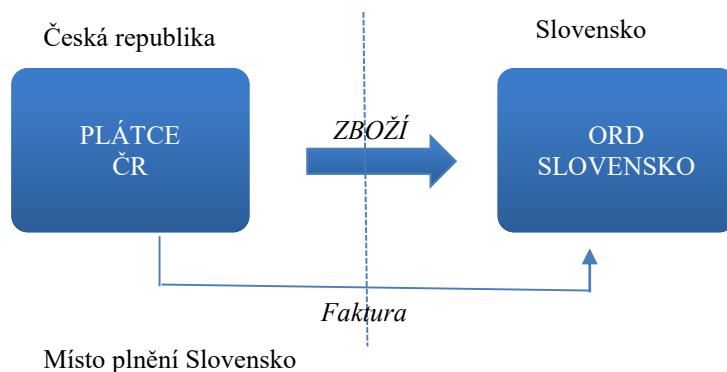 Česká republika
Slovensko
PLÁTCE
ČR
ZBOŽÍ
ORD
SLOVENSKO
Faktura
Místo plnění Slovensko